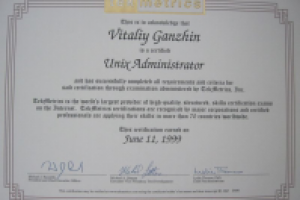 metrics
This is to acknowledge that
Vitaliy Ganzhin
is a certified
Unix Administrator
and has successfully completed all requirements and criteria for
said certification through examination administered by TekMetrics, Inc.
TekMetrics is the world's largest provider of high quality standards skills certification exams
on the Internet. TekMetrics certifications are recognized by major corporations and certified
professionals are applying their skills in more than 70 countries worldwide.
This certification earned on
June 11, 1999